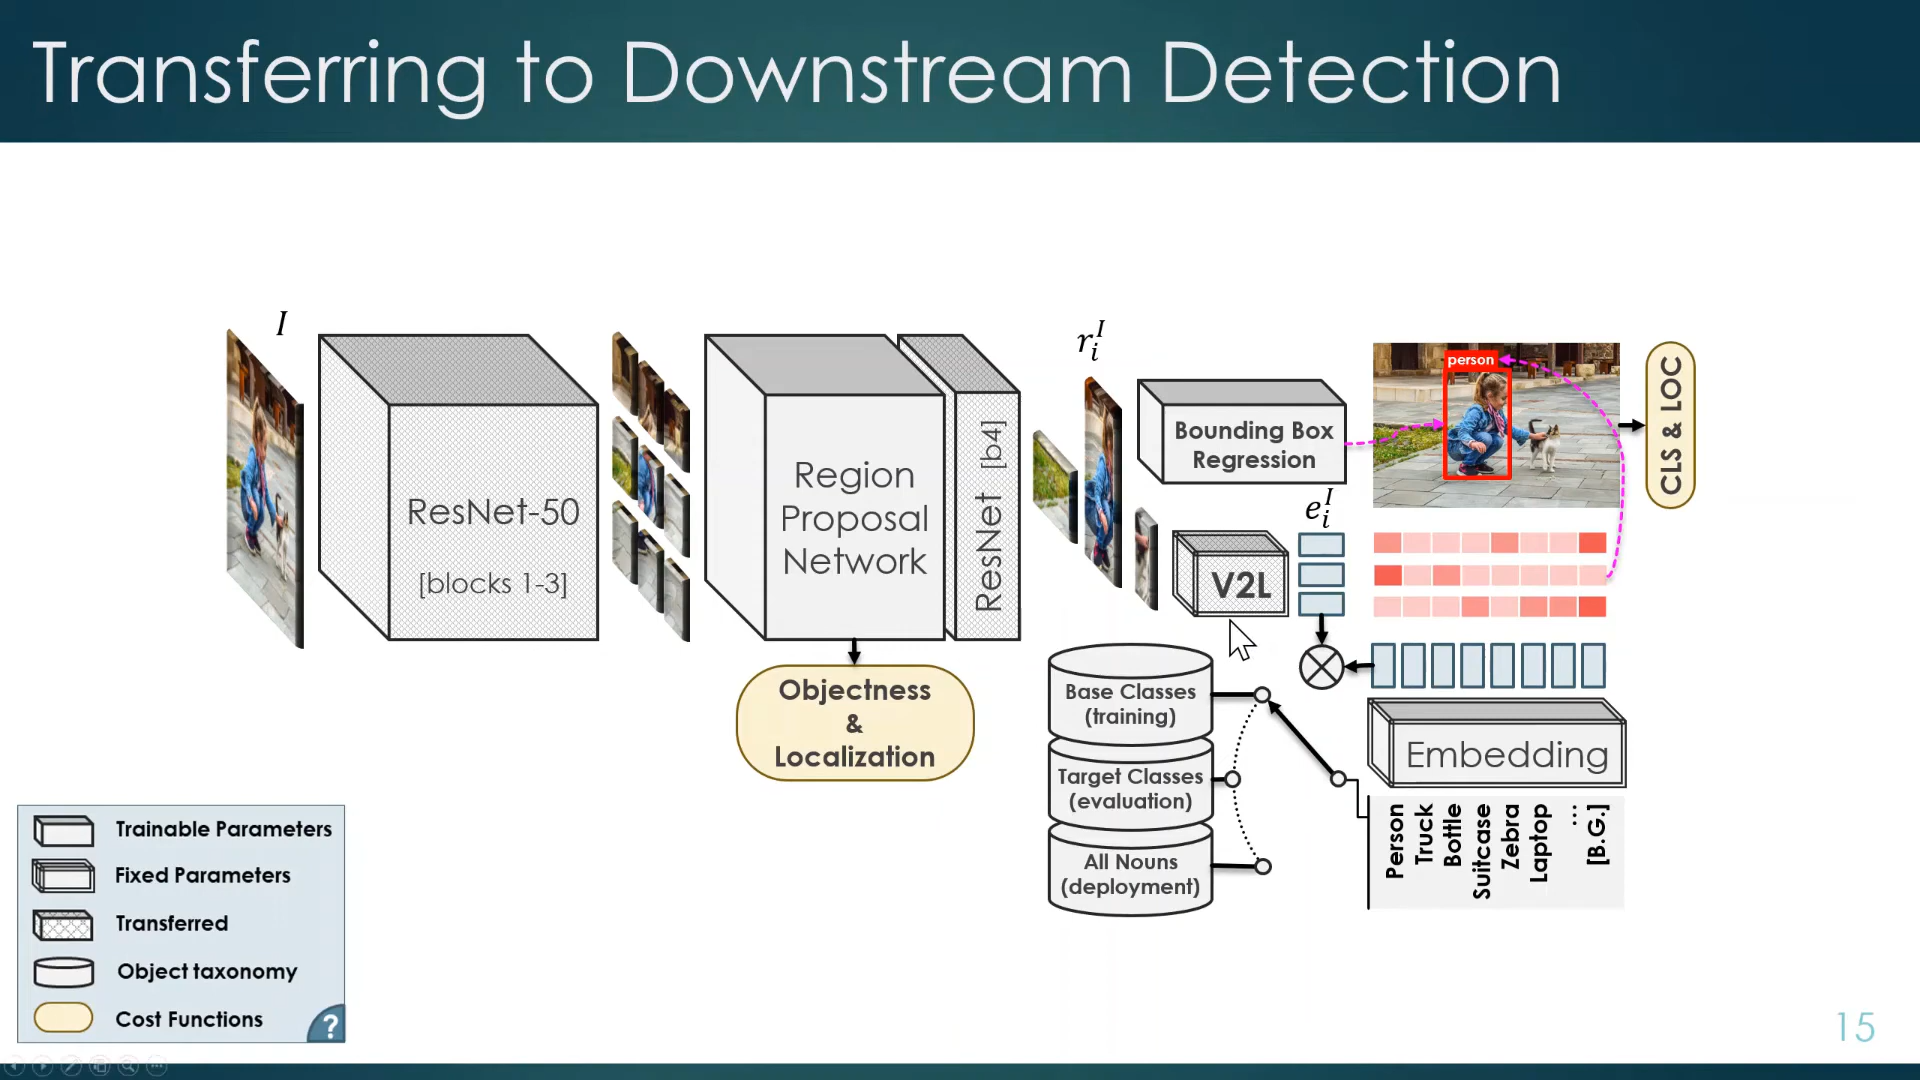 Transferring to Downstream Detection
I
ResNet-50
[blocks 1-3]
Region
Proposal
Network
ResNet [b4]
Objectness
&
Localization
r_i^I
Bounding Box
Regression
person
CLS & LOC
V2L
e_i^I
Base Classes
(training)
Target Classes
(evaluation)
All Nouns
(deployment)
Embedding
Person
Truck
Bottle
Suitcase
Zebra
Laptop
...
[B.G.]
Trainable Parameters
Fixed Parameters
Transferred
Object taxonomy
Cost Functions
?
15